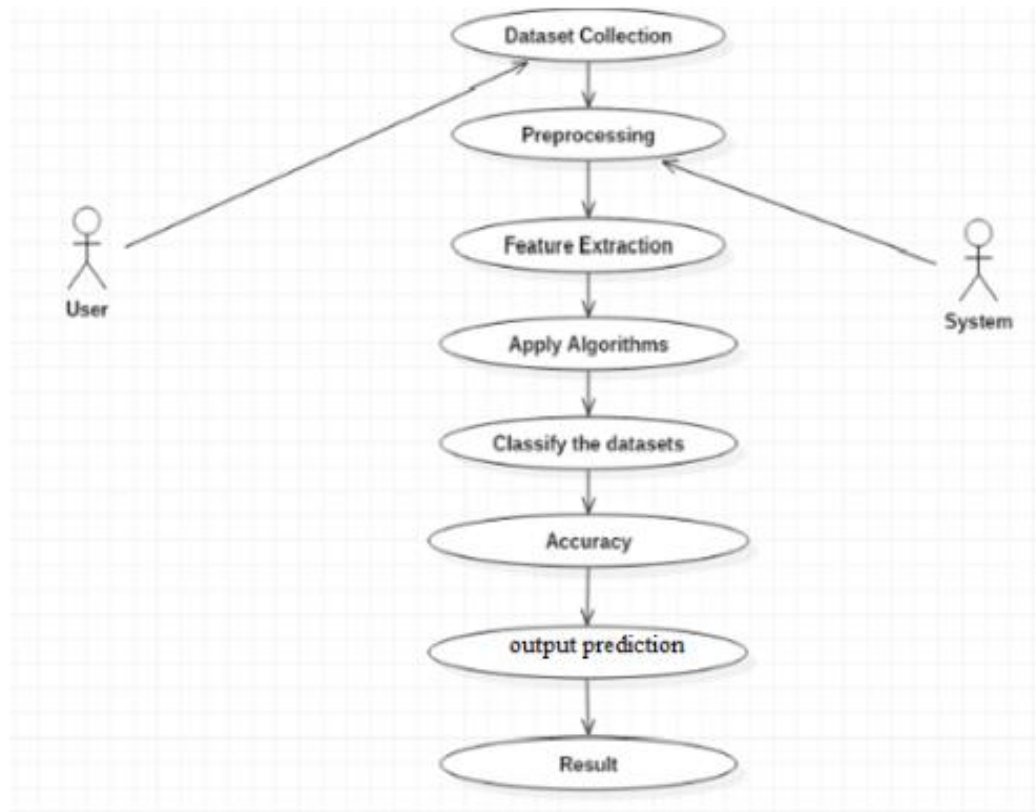 Dataset Collection
Preprocessing
Feature Extraction
User
System
Apply Algorithms
Classify the datasets
Accuracy
output prediction
Result